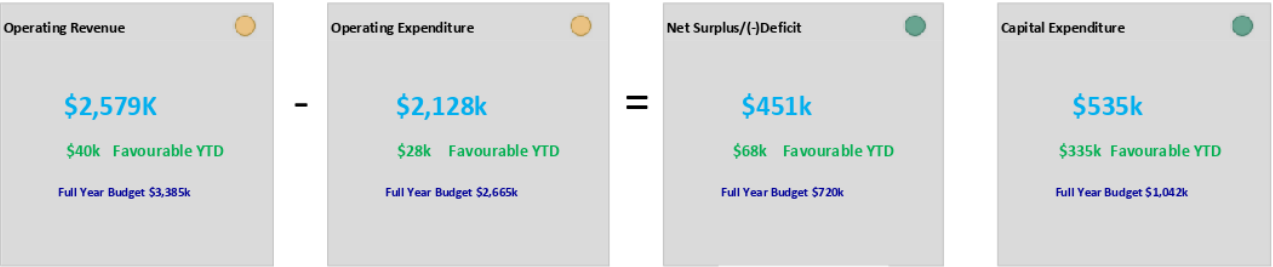 Operating Revenue
$2,579K
$40k Favourable YTD
Full Year Budget $3,385k
-
Operating Expenditure
$2,128k
$28k Favourable YTD
Full Year Budget $2,665k
=
Net Surplus/(-)Deficit
$451k
$68k Favourable YTD
Full Year Budget $720k
Capital Expenditure
$535k
$335k Favourable YTD
Full Year Budget $1,042k